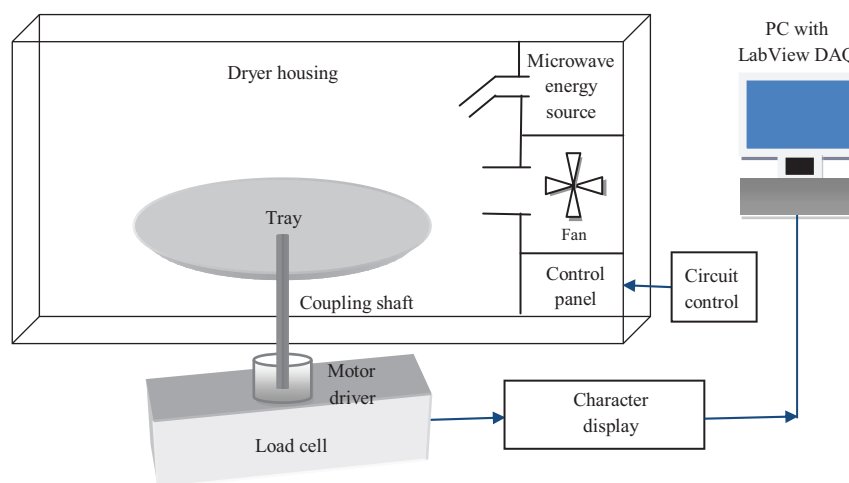 PC with
LabView DAQ
Microwave
energy
source
Dryer housing
Tray
Fan
Control
panel
Circuit
control
Coupling shaft
Motor
driver
Character
display
Load cell